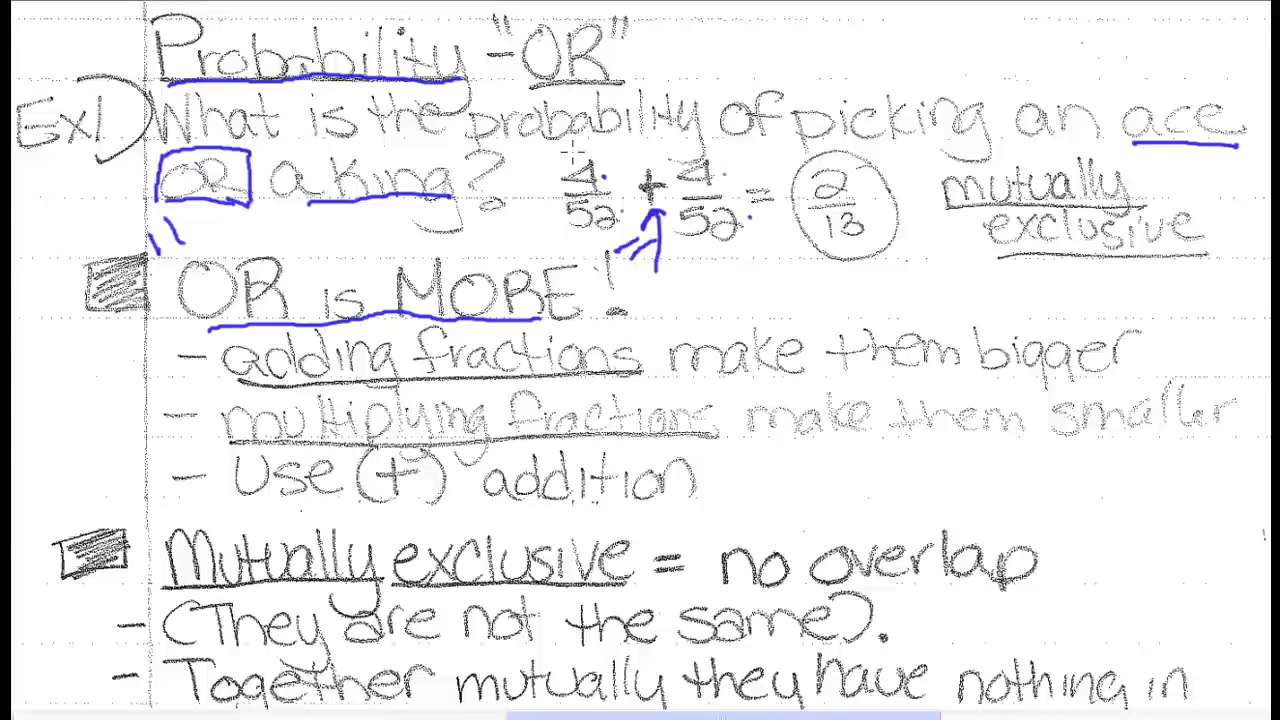 Probability - "OR"
Ex1) What is the probability of picking an ace
OR a king? 4/52 + 4/52 = 2/13 mutually
exclusive
OR is MORE!
- adding fractions make them bigger
- multiplying fractions make them smaller
- Use (+) addition
Mutually exclusive = no overlap
- (They are not the same).
- Together mutually they have nothing in